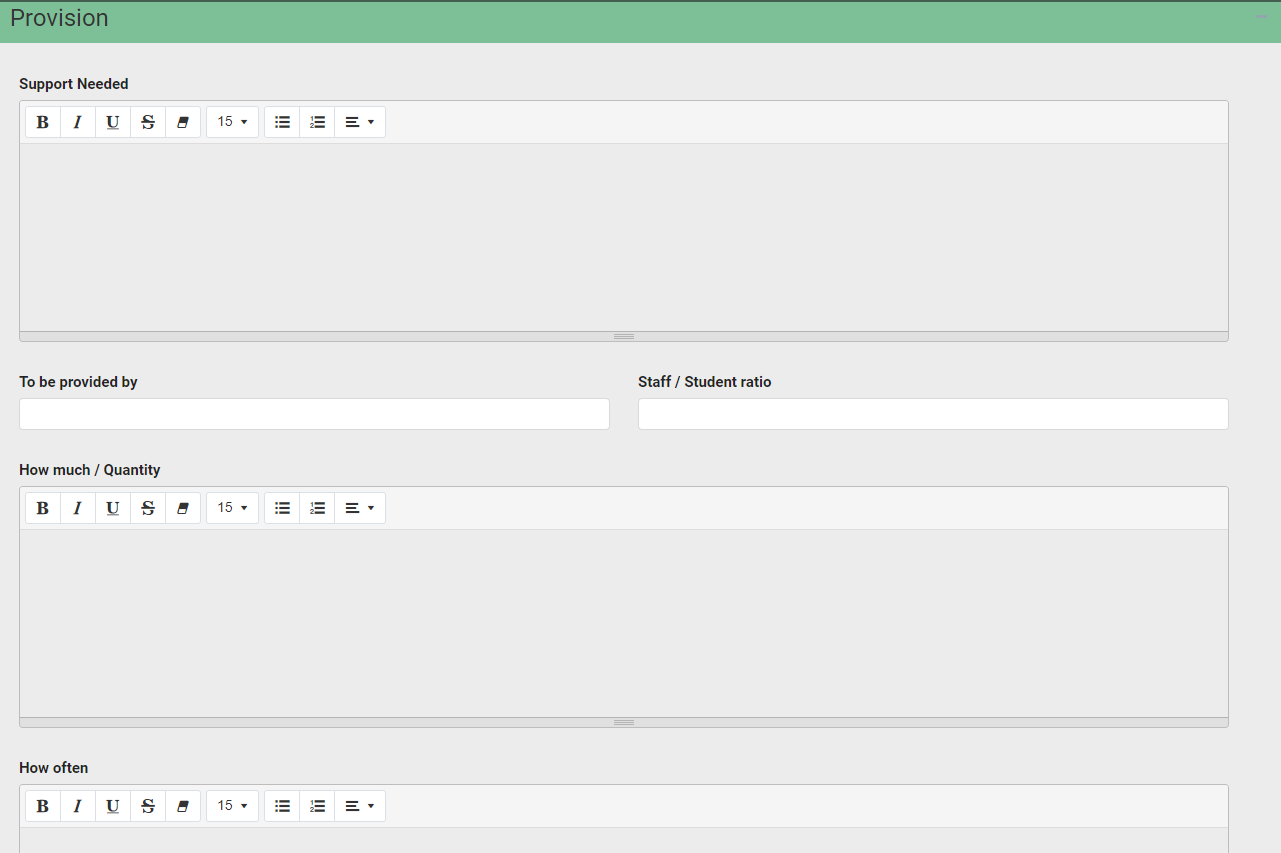 Provision
Support Needed
B I U S 15
To be provided by
Staff / Student ratio
How much / Quantity
B I U S 15
How often
B I U S 15